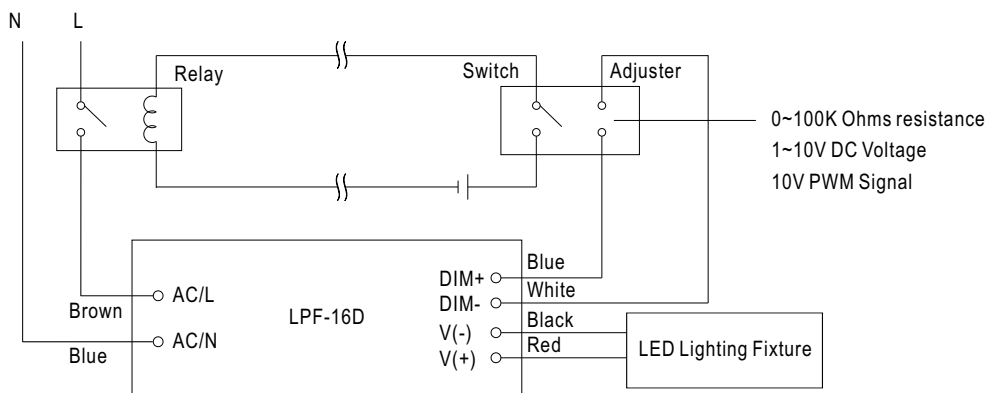 N L
Relay
Switch Adjuster
0~100K Ohms resistance
1~10V DC Voltage
10V PWM Signal
Brown
Blue
AC/L
AC/N
LPF-16D
DIM+
DIM-
V(-)
V(+)
Blue
White
Black
Red
LED Lighting Fixture